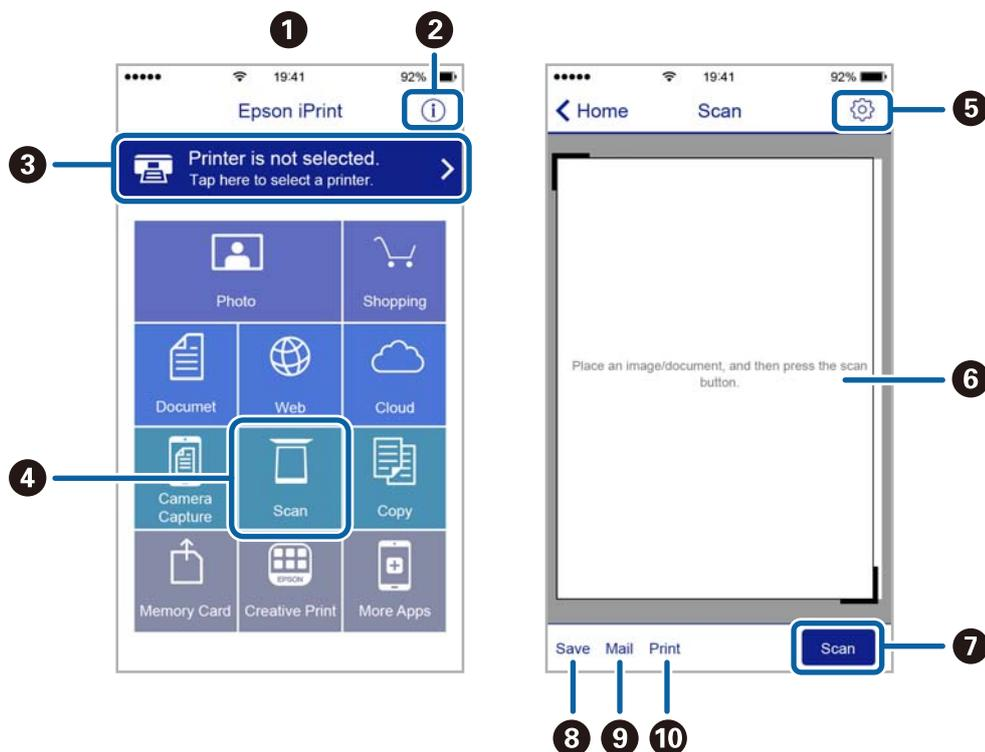 1
2
19:41
92%
Epson iPrint
i
3
Printer is not selected.
Tap here to select a printer.
Photo
Shopping
Documet
Web
Cloud
4
Camera
Capture
Scan
Copy
EPSON
Memory Card
Creative Print
More Apps
19:41
92%
Home
Scan
5
Place an image/document, and then press the scan
button.
6
Save
Mail
Print
Scan
7
8
9
10